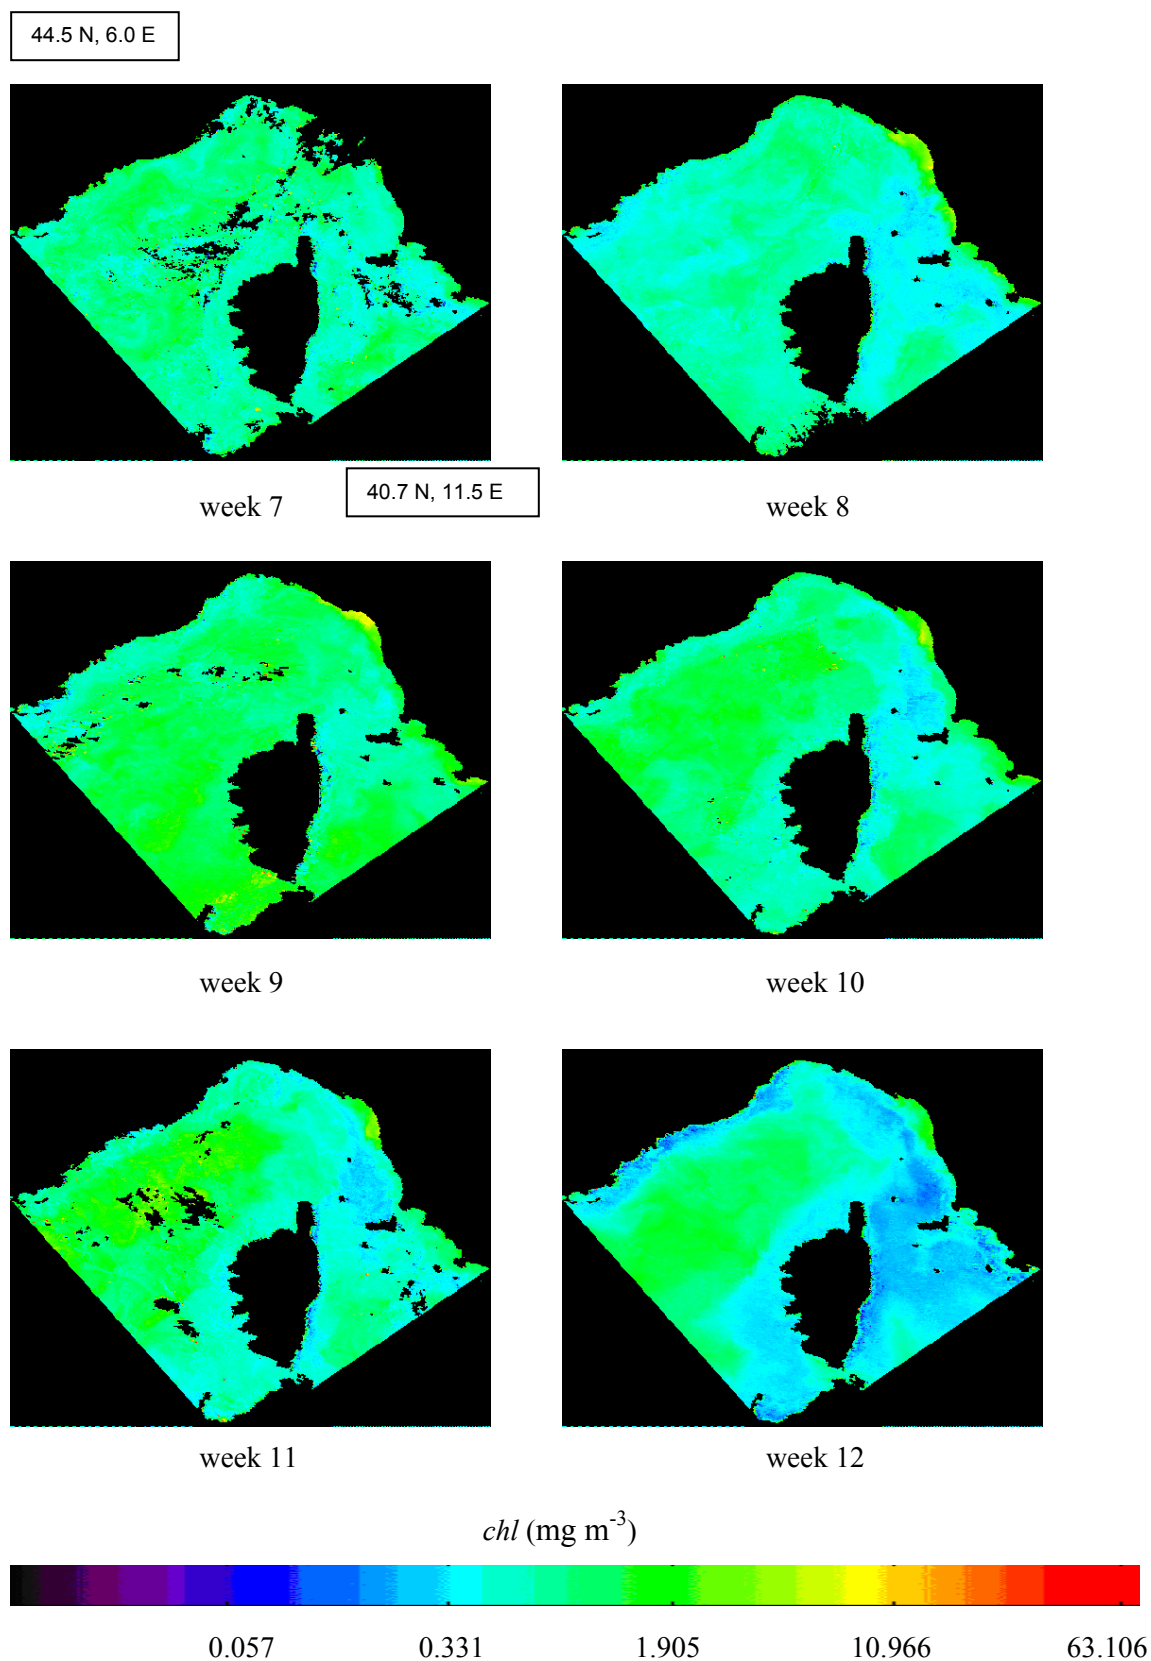 44.5 N, 6.0 E
week 7
40.7 N, 11.5 E
week 8
week 9
week 10
week 11
week 12
chl (mg m-3)
0.057 0.331 1.905 10.966 63.106